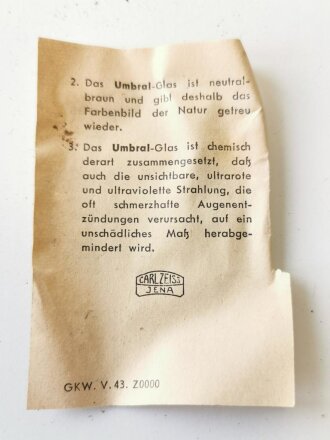 2. Das Umbral-Glas ist neutral-
braun und gibt deshalb das
Farbenbild der Natur getreu
wieder.
3. Das Umbral-Glas ist chemisch
derart zusammengesetzt, daß
auch die unsichtbare, ultrarote
und ultraviolette Strahlung, die
oft schmerzhafte Augenent-
zündungen verursacht, auf ein
unschädliches Maß herabge-
mindert wird.
CARL ZEISS
JENA
GKW. V. 43. Z0000